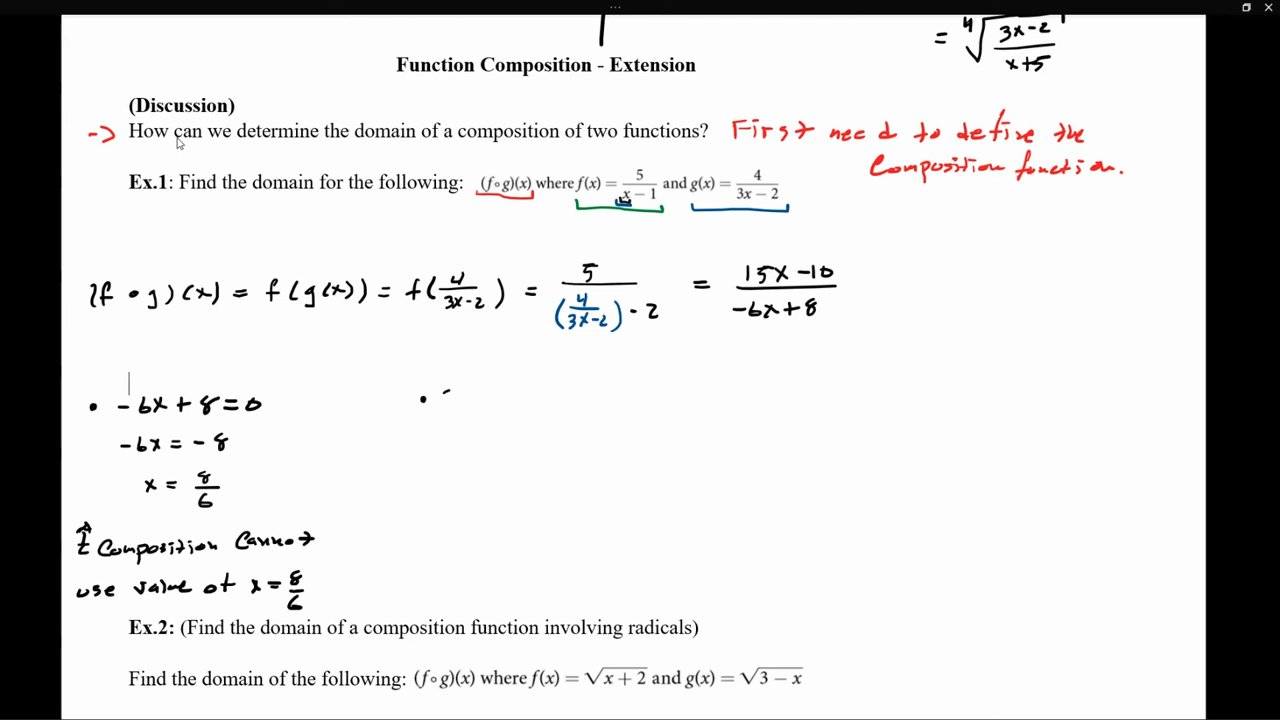 = ∜((3x-2)/(x+5))
Function Composition - Extension
(Discussion)
-> How can we determine the domain of a composition of two functions? First need to define the
Composition function.
Ex.1: Find the domain for the following: (f∘g)(x) where f(x) = 5/(x − 1) and g(x) = 4/(3x − 2)
(f∘g)(x) = f(g(x)) = f(4/(3x-2)) = 5/((4/(3x-2)) - 2) = (15x-10)/(-6x+8)
• -6x + 8 = 0 •
-6x = -8
x = 8/6
Composition Cannot
use value of x = 8/6
Ex.2: (Find the domain of a composition function involving radicals)
Find the domain of the following: (f∘g)(x) where f(x) = √(x + 2) and g(x) = √(3 − x)